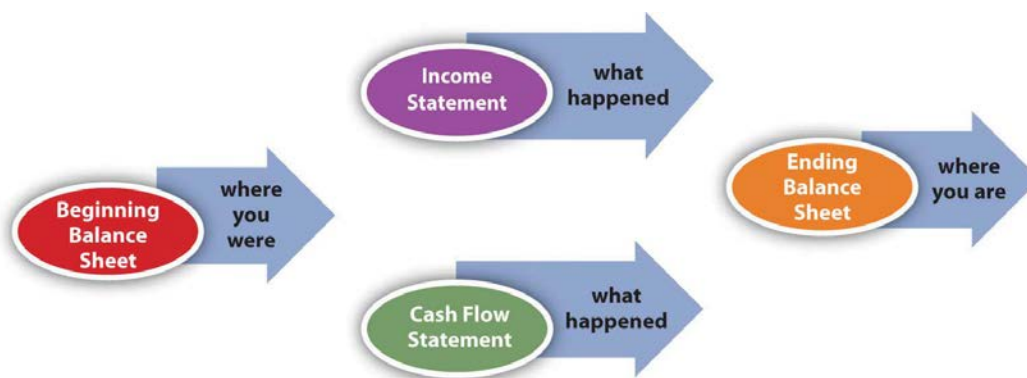 Beginning
Balance
Sheet
where
you
were
Income
Statement
what
happened
Cash Flow
Statement
what
happened
Ending
Balance
Sheet
where
you are